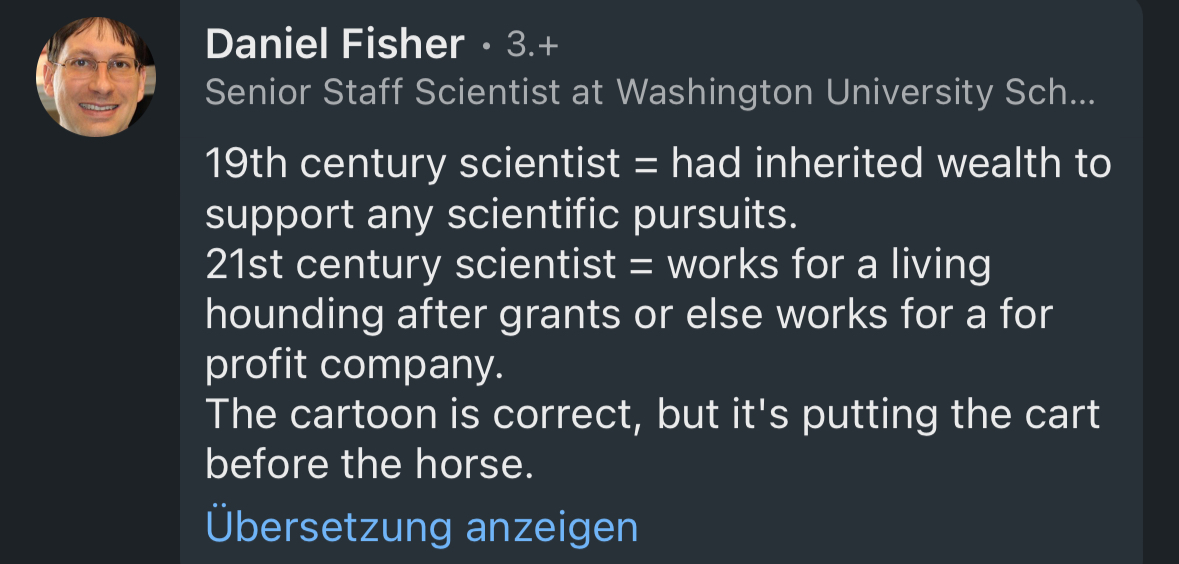 Daniel Fisher • 3.+
Senior Staff Scientist at Washington University Sch...
19th century scientist = had inherited wealth to
support any scientific pursuits.
21st century scientist = works for a living
hounding after grants or else works for a for
profit company.
The cartoon is correct, but it's putting the cart
before the horse.
Übersetzung anzeigen